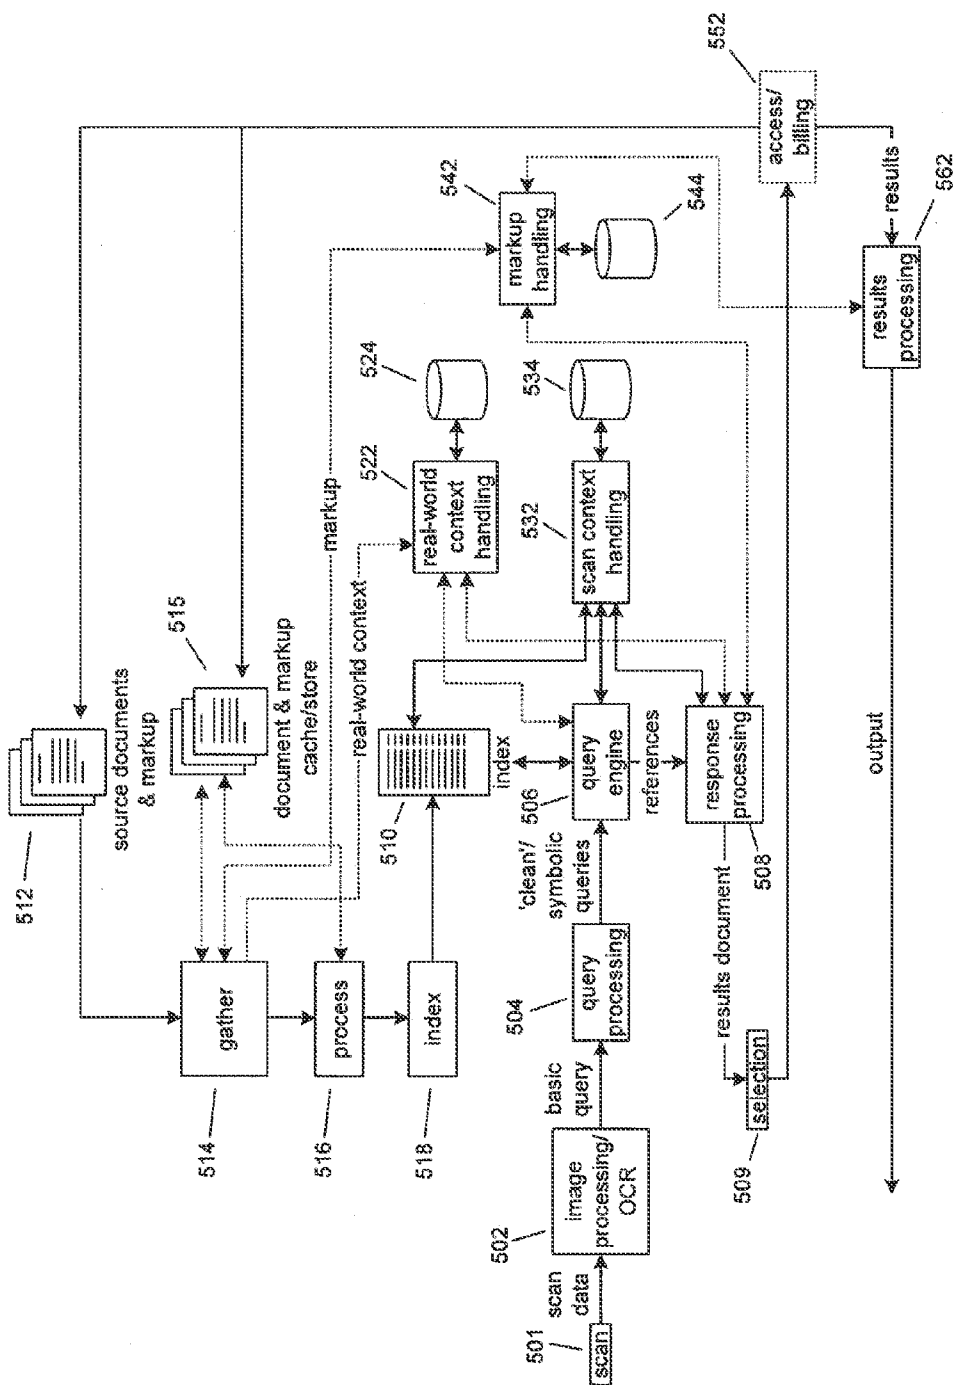 512
source documents
& markup
515
document & markup
cache/store
514
gather
516
process
518
index
real-world context
markup
510
index
522
real-world
context
handling
524
542
markup
handling
544
552
access/
billing
532
scan context
handling
534
501
scan
scan
data
502
image
processing/
OCR
basic
query
504
query
processing
'clean'/
symbolic
queries
506
query
engine
references
response
processing
508
results document
509
selection
results
562
results
processing
output